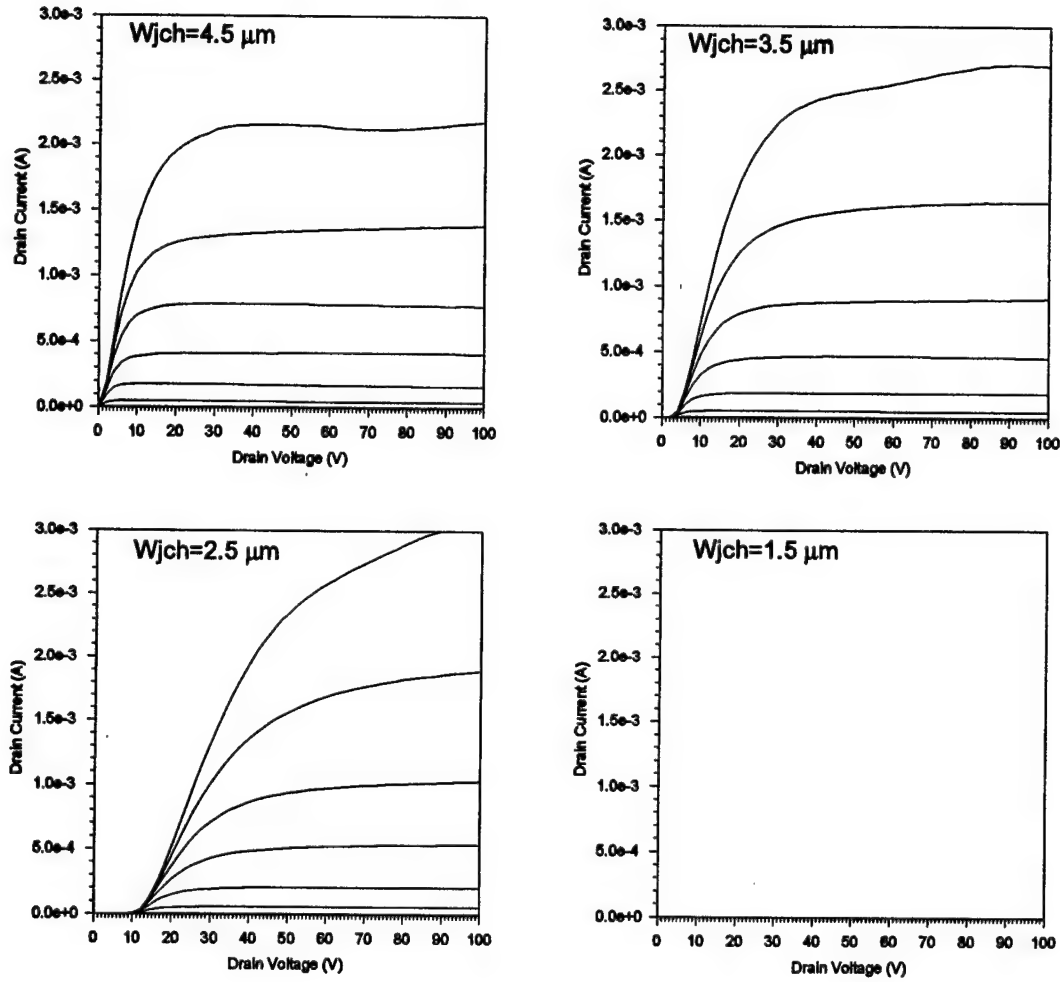 Wjch=4.5 µm
3.0e-3
2.5e-3
2.0e-3
1.5e-3
1.0e-3
5.0e-4
0.0e+0
Drain Current (A)
0 10 20 30 40 50 60 70 80 90 100
Drain Voltage (V)
Wjch=3.5 µm
3.0e-3
2.5e-3
2.0e-3
1.5e-3
1.0e-3
5.0e-4
0.0e+0
Drain Current (A)
0 10 20 30 40 50 60 70 80 90 100
Drain Voltage (V)
Wjch=2.5 µm
3.0e-3
2.5e-3
2.0e-3
1.5e-3
1.0e-3
5.0e-4
0.0e+0
Drain Current (A)
0 10 20 30 40 50 60 70 80 90 100
Drain Voltage (V)
Wjch=1.5 µm
3.0e-3
2.5e-3
2.0e-3
1.5e-3
1.0e-3
5.0e-4
0.0e+0
Drain Current (A)
0 10 20 30 40 50 60 70 80 90 100
Drain Voltage (V)